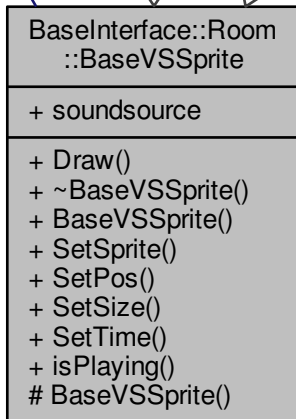 BaseInterface::Room
::BaseVSSprite
+ soundsource
+ Draw()
+ ~BaseVSSprite()
+ BaseVSSprite()
+ SetSprite()
+ SetPos()
+ SetSize()
+ SetTime()
+ isPlaying()
# BaseVSSprite()